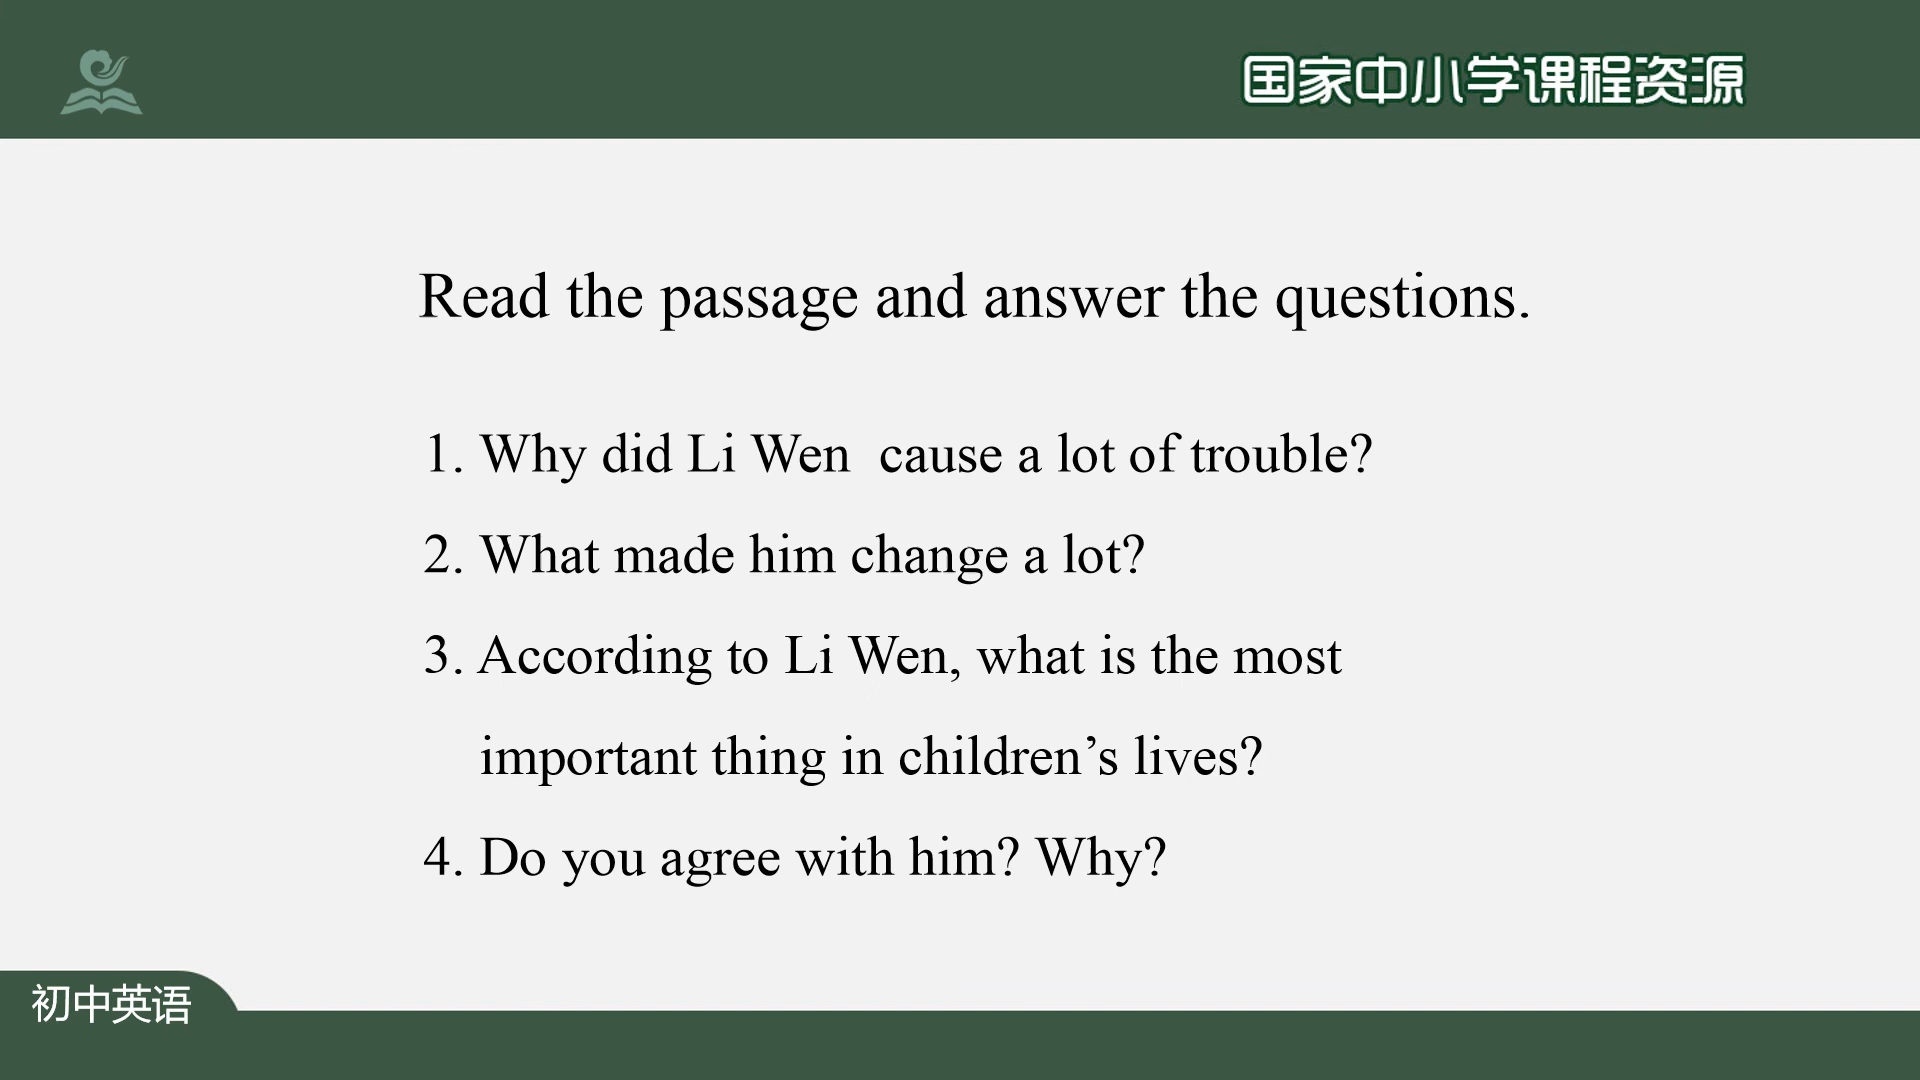 国家中小学课程资源
Read the passage and answer the questions.
1. Why did Li Wen  cause a lot of trouble?
2. What made him change a lot?
3. According to Li Wen, what is the most
important thing in children’s lives?
4. Do you agree with him? Why?
初中英语